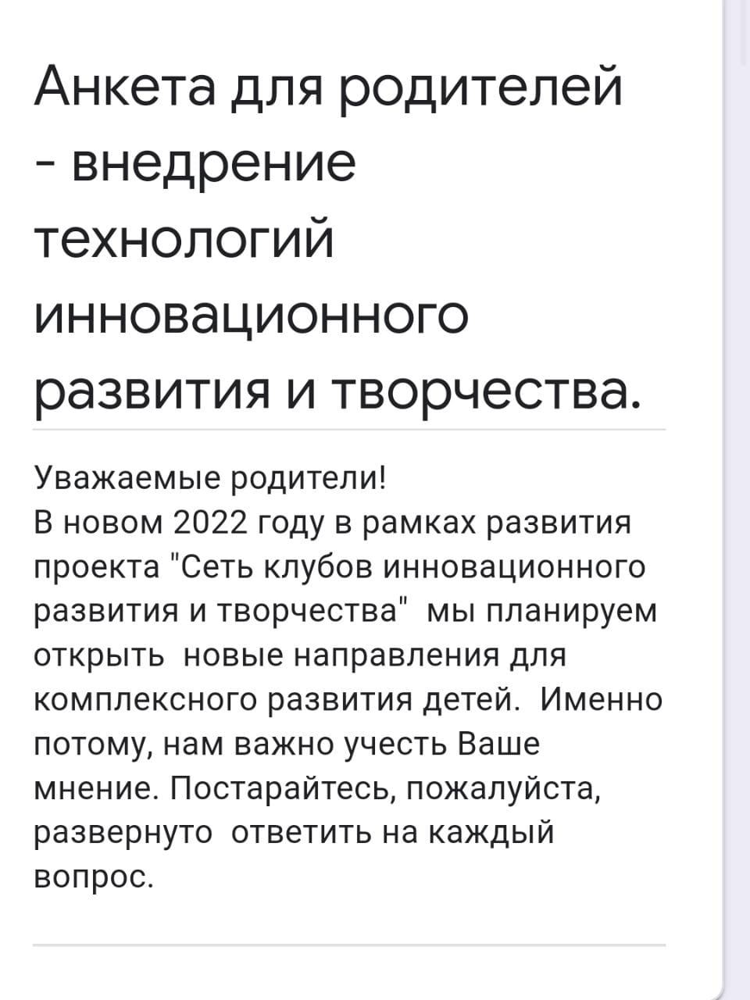 Анкета для родителей
- внедрение
технологий
инновационного
развития и творчества.
Уважаемые родители!
В новом 2022 году в рамках развития
проекта "Сеть клубов инновационного
развития и творчества"  мы планируем
открыть  новые направления для
комплексного развития детей.  Именно
потому, нам важно учесть Ваше
мнение. Постарайтесь, пожалуйста,
развернуто  ответить на каждый
вопрос.